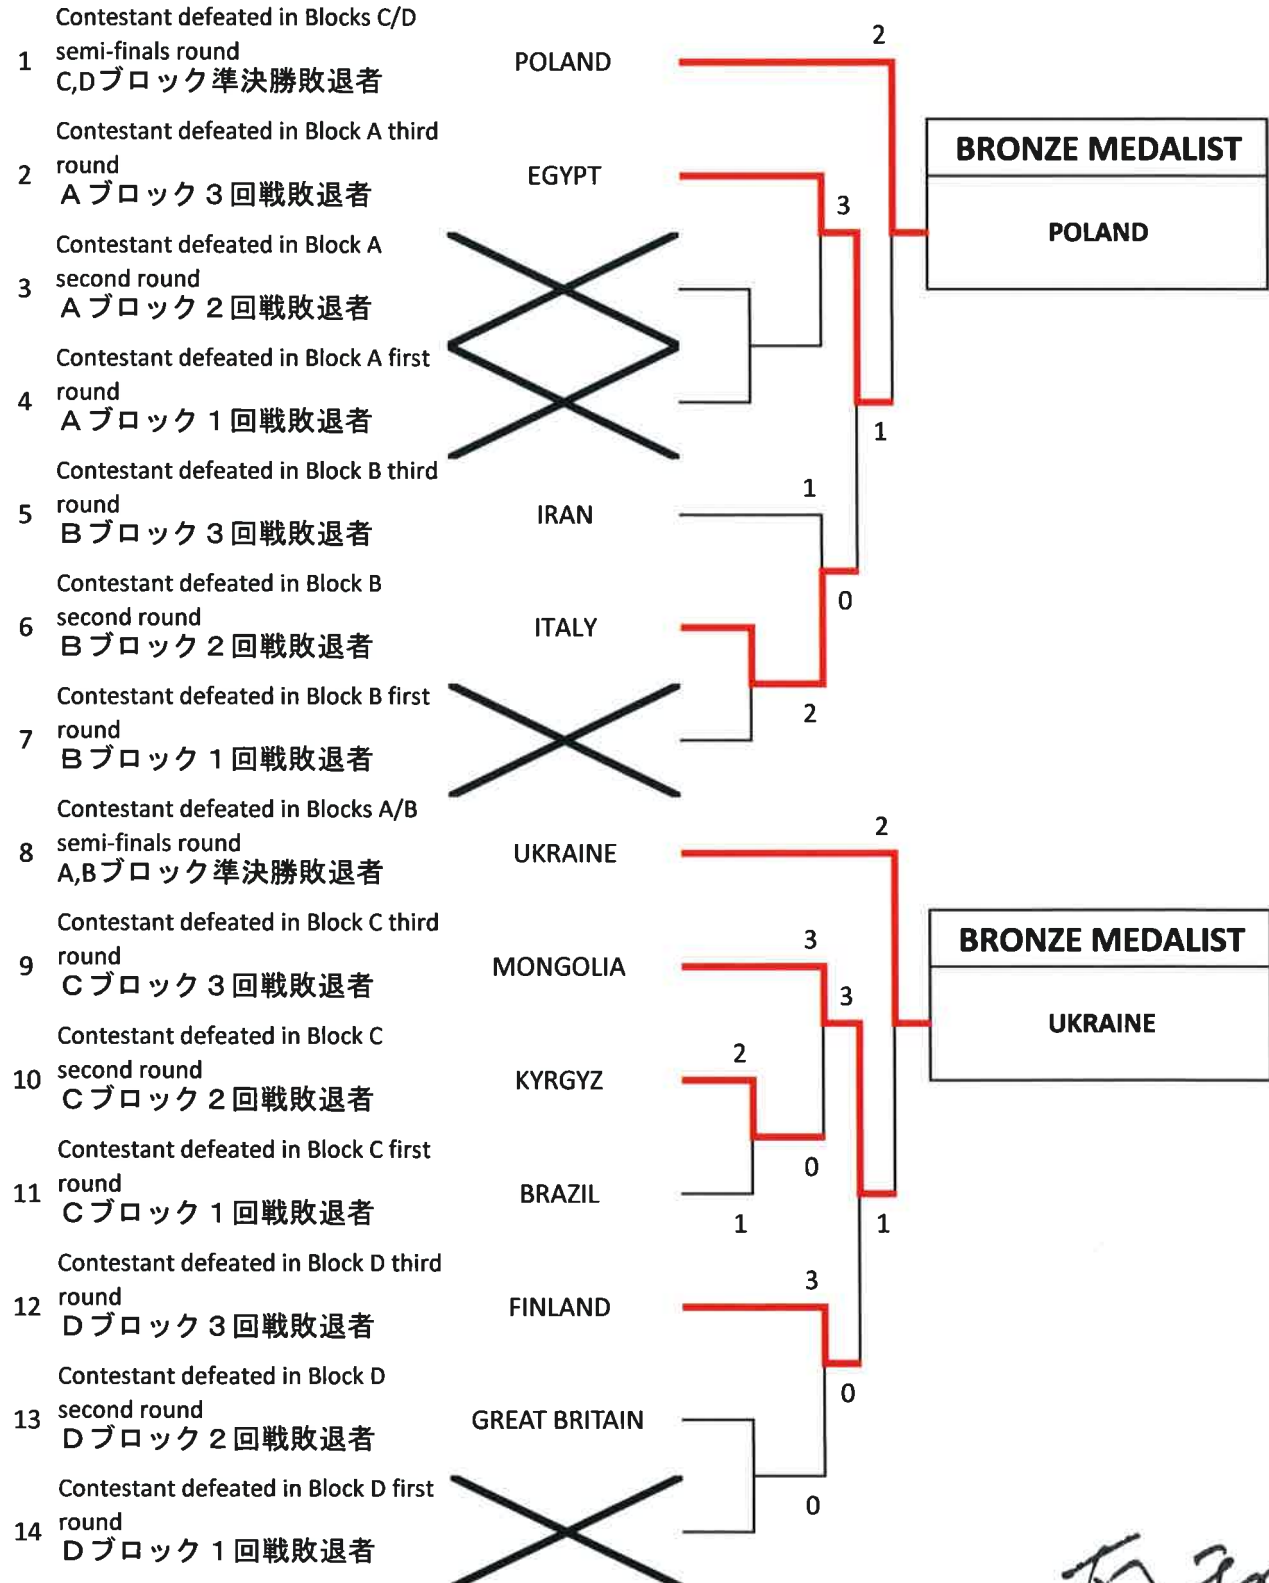 Contestant defeated in Blocks C/D
1 semi-finals round POLAND 2
C,Dブロック準決勝敗退者
Contestant defeated in Block A third
2 round EGYPT 3
Aブロック3回戦敗退者
BRONZE MEDALIST
POLAND
Contestant defeated in Block A
3 second round
Aブロック2回戦敗退者
Contestant defeated in Block A first
4 round
Aブロック1回戦敗退者
1
Contestant defeated in Block B third
5 round IRAN 1
Bブロック3回戦敗退者
0
Contestant defeated in Block B
6 second round ITALY 2
Bブロック2回戦敗退者
Contestant defeated in Block B first
7 round
Bブロック1回戦敗退者
Contestant defeated in Blocks A/B
8 semi-finals round UKRAINE 2
A,Bブロック準決勝敗退者
Contestant defeated in Block C third
9 round MONGOLIA 3
Cブロック3回戦敗退者
3
BRONZE MEDALIST
UKRAINE
Contestant defeated in Block C
10 second round KYRGYZ 2
Cブロック2回戦敗退者
0
Contestant defeated in Block C first
11 round BRAZIL 1
Cブロック1回戦敗退者
1
Contestant defeated in Block D third
12 round FINLAND 3
Dブロック3回戦敗退者
0
Contestant defeated in Block D
13 second round GREAT BRITAIN 0
Dブロック2回戦敗退者
Contestant defeated in Block D first
14 round
Dブロック1回戦敗退者